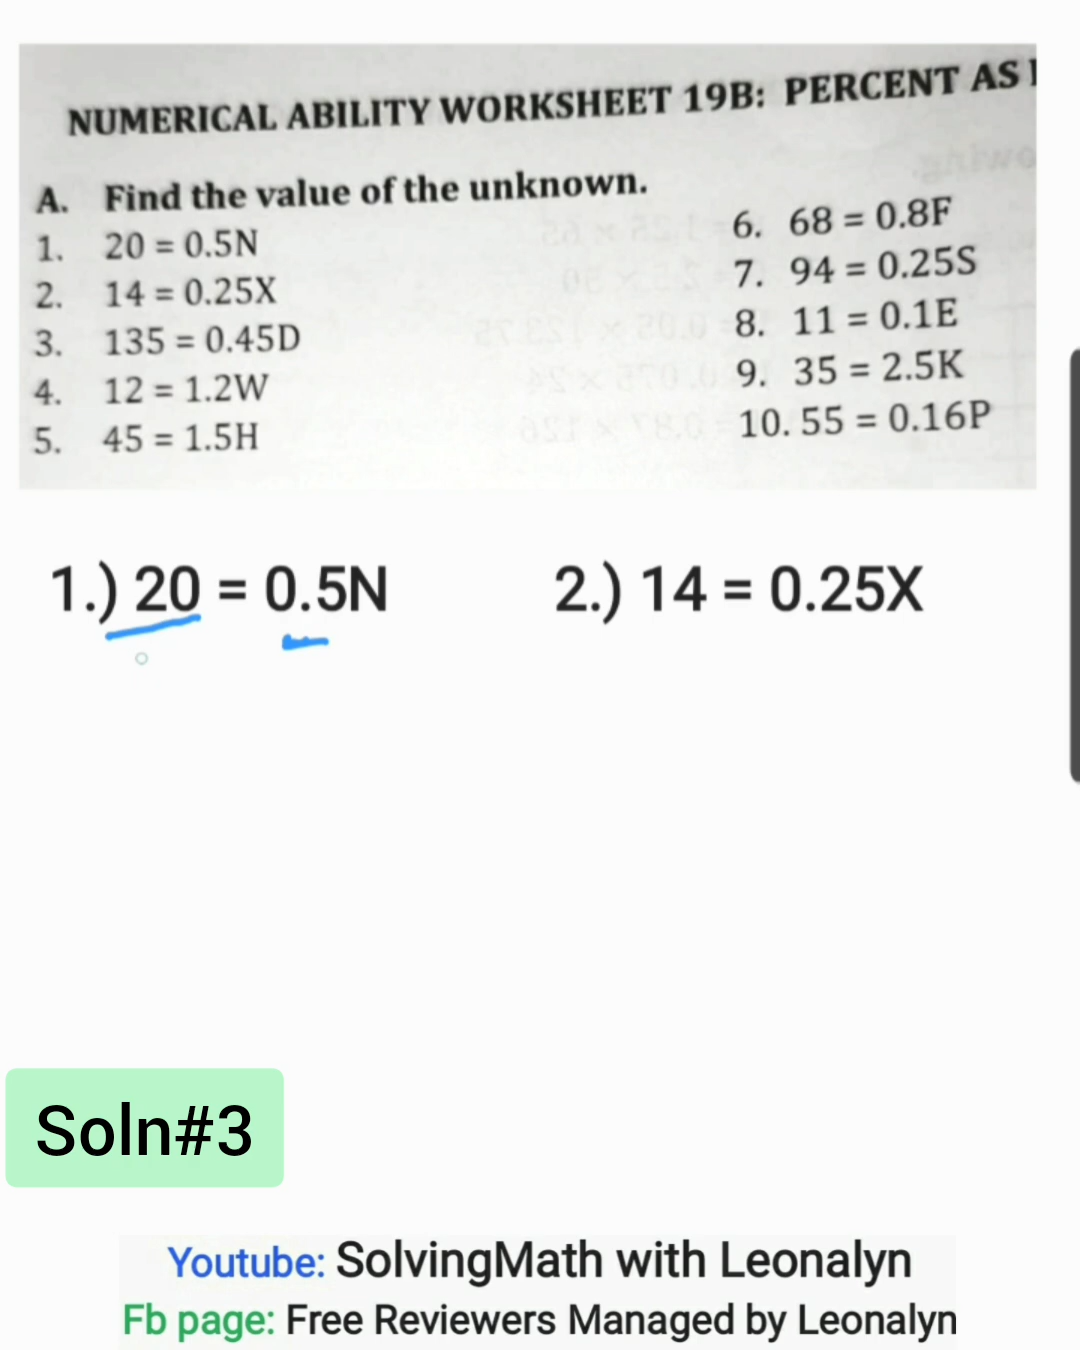 NUMERICAL ABILITY WORKSHEET 19B: PERCENT AS
A. Find the value of the unknown.
1. 20 = 0.5N
2. 14 = 0.25X
3. 135 = 0.45D
4. 12 = 1.2W
5. 45 = 1.5H
6. 68 = 0.8F
7. 94 = 0.25S
8. 11 = 0.1E
9. 35 = 2.5K
10. 55 = 0.16P
1.) 20 = 0.5N
2.) 14 = 0.25X
Soln#3
Youtube: SolvingMath with Leonalyn
Fb page: Free Reviewers Managed by Leonalyn